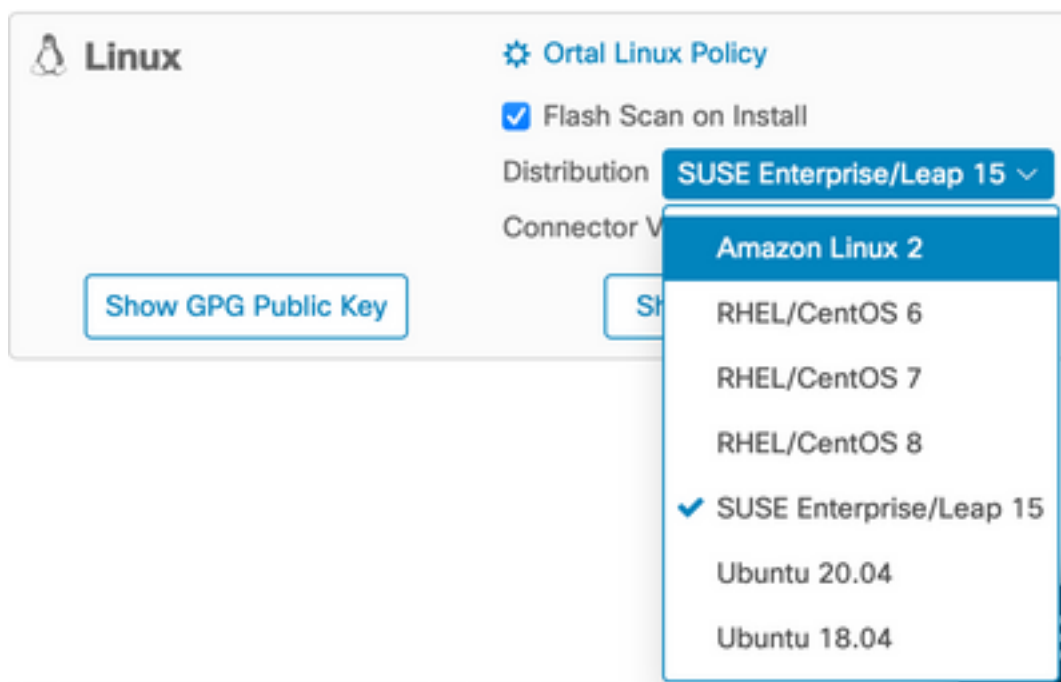 Linux
Ortal Linux Policy
Flash Scan on Install
Distribution SUSE Enterprise/Leap 15
Connector
Show GPG Public Key
Amazon Linux 2
RHEL/CentOS 6
RHEL/CentOS 7
RHEL/CentOS 8
SUSE Enterprise/Leap 15
Ubuntu 20.04
Ubuntu 18.04